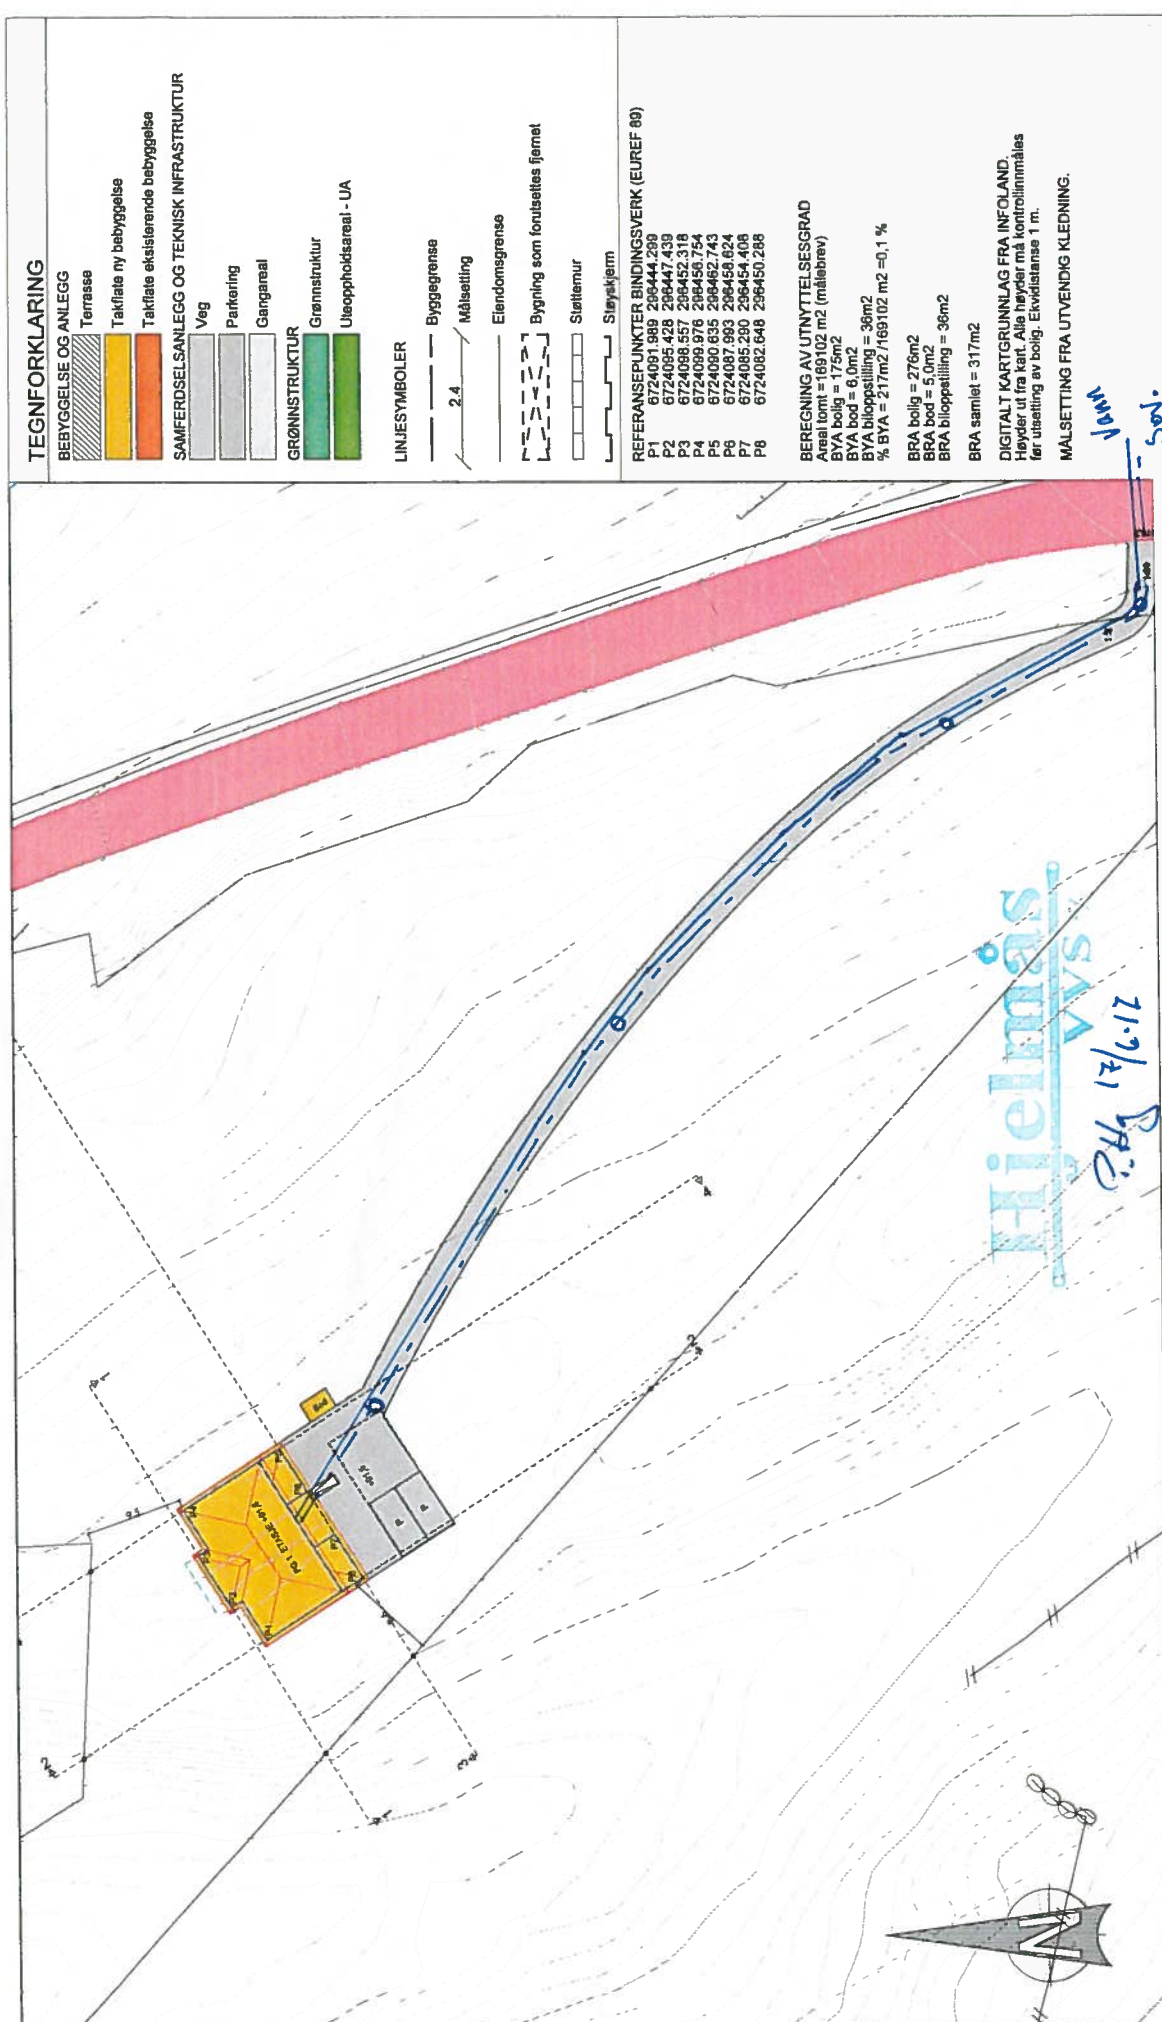 TEGNFORKLARING
BEBYGGELSE OG ANLEGG
Terrasse
Takflate ny bebyggelse
Takflate eksisterende bebyggelse
SAMFERDSELSANLEGG OG TEKNISK INFRASTRUKTUR
Veg
Parkering
Gangareal
GRØNNSTRUKTUR
Grønnstruktur
Uteoppholdsareal - UA
LINJESYMBOLER
Byggegrense
2.4
Målsetting
Eiendomsgrense
Bygning som forutsettes fjernet
Støttemur
Støyskjerm
REFERANSEPUNKTER BINDINGSVERK (EUREF 89)
P1 6724091.989 296444.299
P2 6724095.428 296447.439
P3 6724098.557 296452.318
P4 6724099.976 296456.754
P5 6724090.635 296462.743
P6 6724087.993 296458.624
P7 6724085.290 296454.408
P8 6724082.648 296450.288
BEREGNING AV UTNYTTELSESGRAD
Areal tomt =169102 m2 (målebrev)
BYA bolig = 175m2
BYA bod = 6,0m2
BYA biloppstilling = 36m2
% BYA = 217m2 /169102 m2 =0,1 %
BRA bolig = 276m2
BRA bod = 5,0m2
BRA biloppstilling = 36m2
BRA samlet = 317m2
DIGITALT KARTGRUNNLAG FRA INFOLAND.
Høyder ut fra kart. Alle høyder må kontrollinnmåles
før utsetting av bolig. Ekvidistanse 1 m.
MÅLSETTING FRA UTVENDIG KLEDNING.
Vann
Bod
P
P
Hjelmås
VVS
17/6-12
N